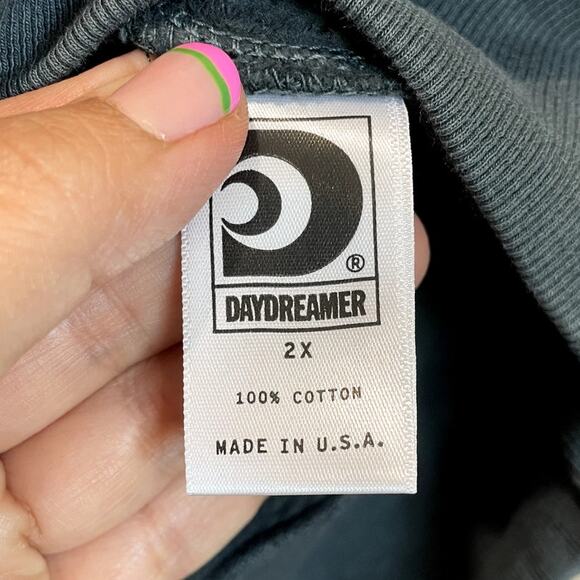 ®
DAYDREAMER
2X
100% COTTON
MADE IN U.S.A.